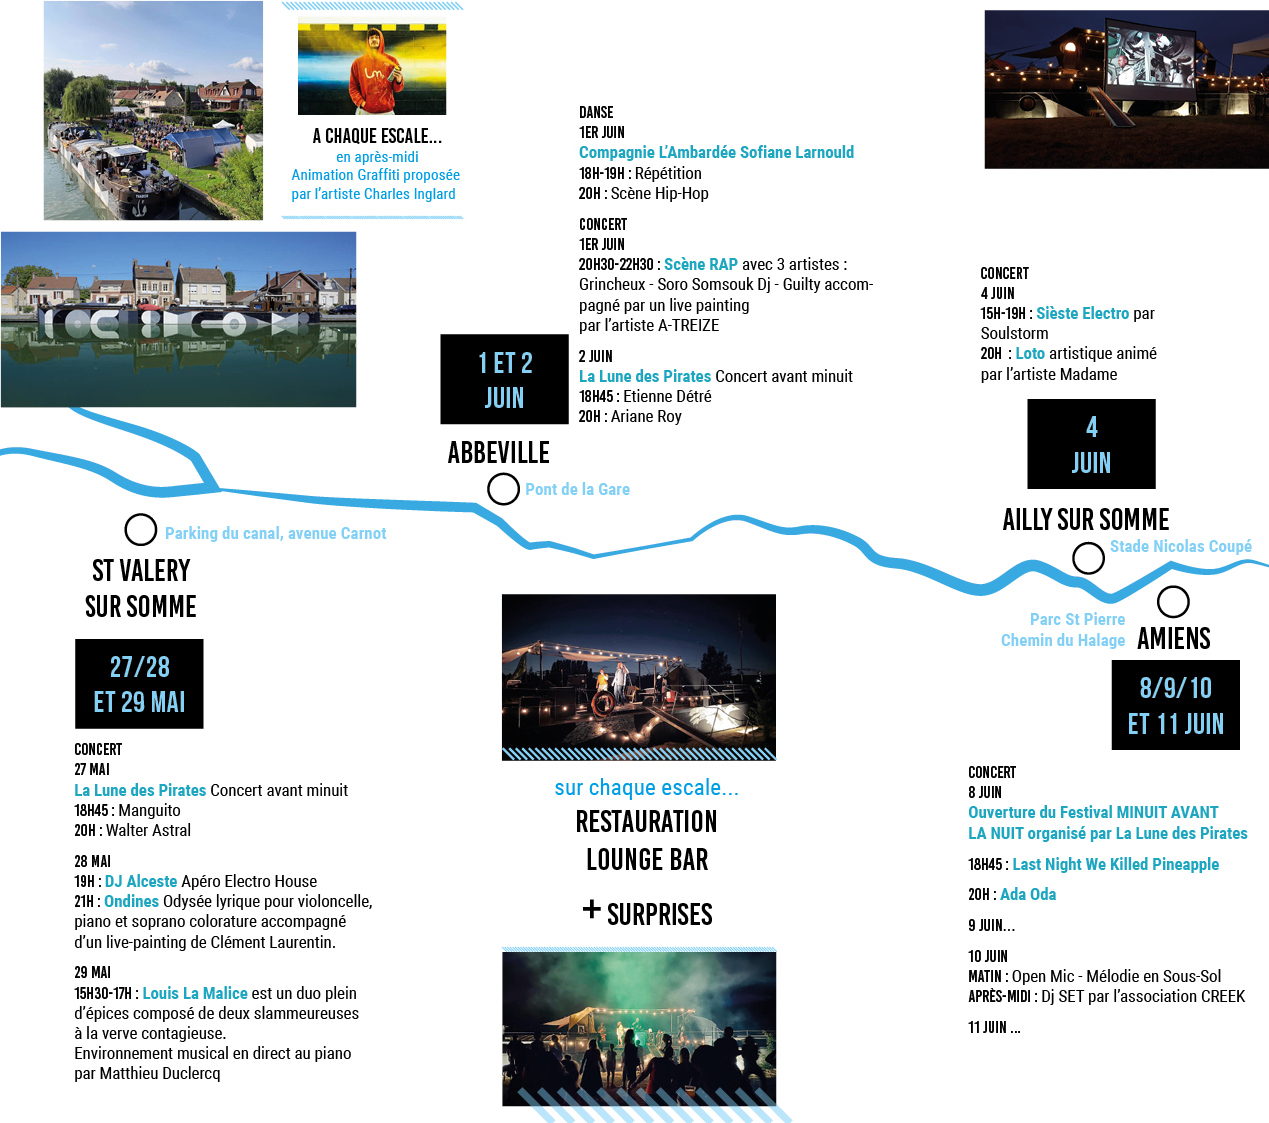 A CHAQUE ESCALE...
en après-midi
Animation Graffiti proposée
par l'artiste Charles Inglard
DANSE
1ER JUIN
Compagnie L'Ambardée Sofiane Larnould
18H-19H : Répétition
20H : Scène Hip-Hop
CONCERT
1ER JUIN
20H30-22H30 : Scène RAP avec 3 artistes :
Grincheux - Soro Somsouk Dj - Guilty accom-
pagné par un live painting
par l'artiste A-TREIZE
2 JUIN
La Lune des Pirates Concert avant minuit
18H45 : Etienne Détré
20H : Ariane Roy
1 ET 2
JUIN
ABBEVILLE
Pont de la Gare
CONCERT
4 JUIN
15H-19H : Sièste Electro par
Soulstorm
20H : Loto artistique animé
par l'artiste Madame
4
JUIN
AILLY SUR SOMME
Stade Nicolas Coupé
Parking du canal, avenue Carnot
ST VALERY
SUR SOMME
27/28
ET 29 MAI
CONCERT
27 MAI
La Lune des Pirates Concert avant minuit
18H45 : Manguito
20H : Walter Astral
28 MAI
19H : DJ Alceste Apéro Electro House
21H : Ondines Odysée lyrique pour violoncelle,
piano et soprano colorature accompagné
d'un live-painting de Clément Laurentin.
29 MAI
15H30-17H : Louis La Malice est un duo plein
d'épices composé de deux slammeureuses
à la verve contagieuse.
Environnement musical en direct au piano
par Matthieu Duclercq
sur chaque escale...
RESTAURATION
LOUNGE BAR
+ SURPRISES
Parc St Pierre
Chemin du Halage
AMIENS
8/9/10
ET 11 JUIN
CONCERT
8 JUIN
Ouverture du Festival MINUIT AVANT
LA NUIT organisé par La Lune des Pirates
18H45 : Last Night We Killed Pineapple
20H : Ada Oda
9 JUIN...
10 JUIN
MATIN : Open Mic - Mélodie en Sous-Sol
APRÈS-MIDI : Dj SET par l'association CREEK
11 JUIN ...